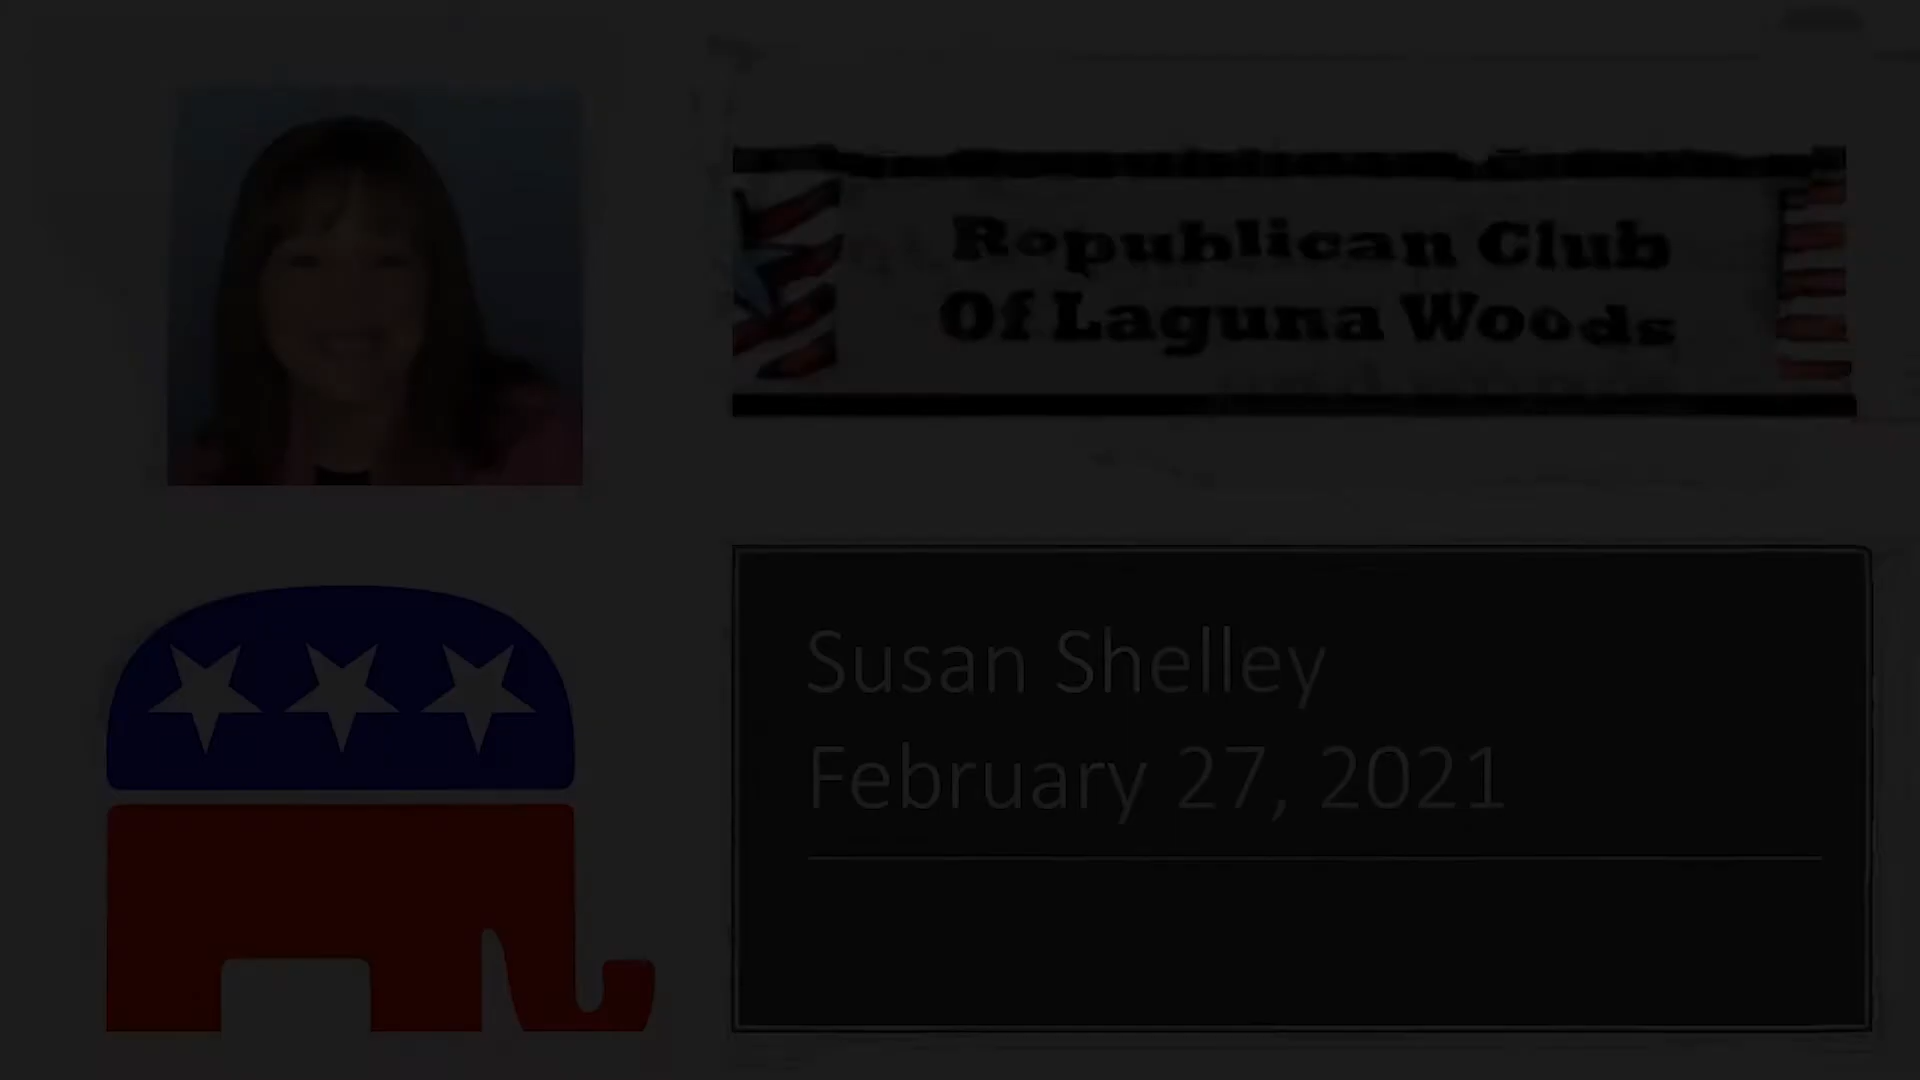 Republican Club
Of Laguna Woods
Susan Shelley
February 27, 2021